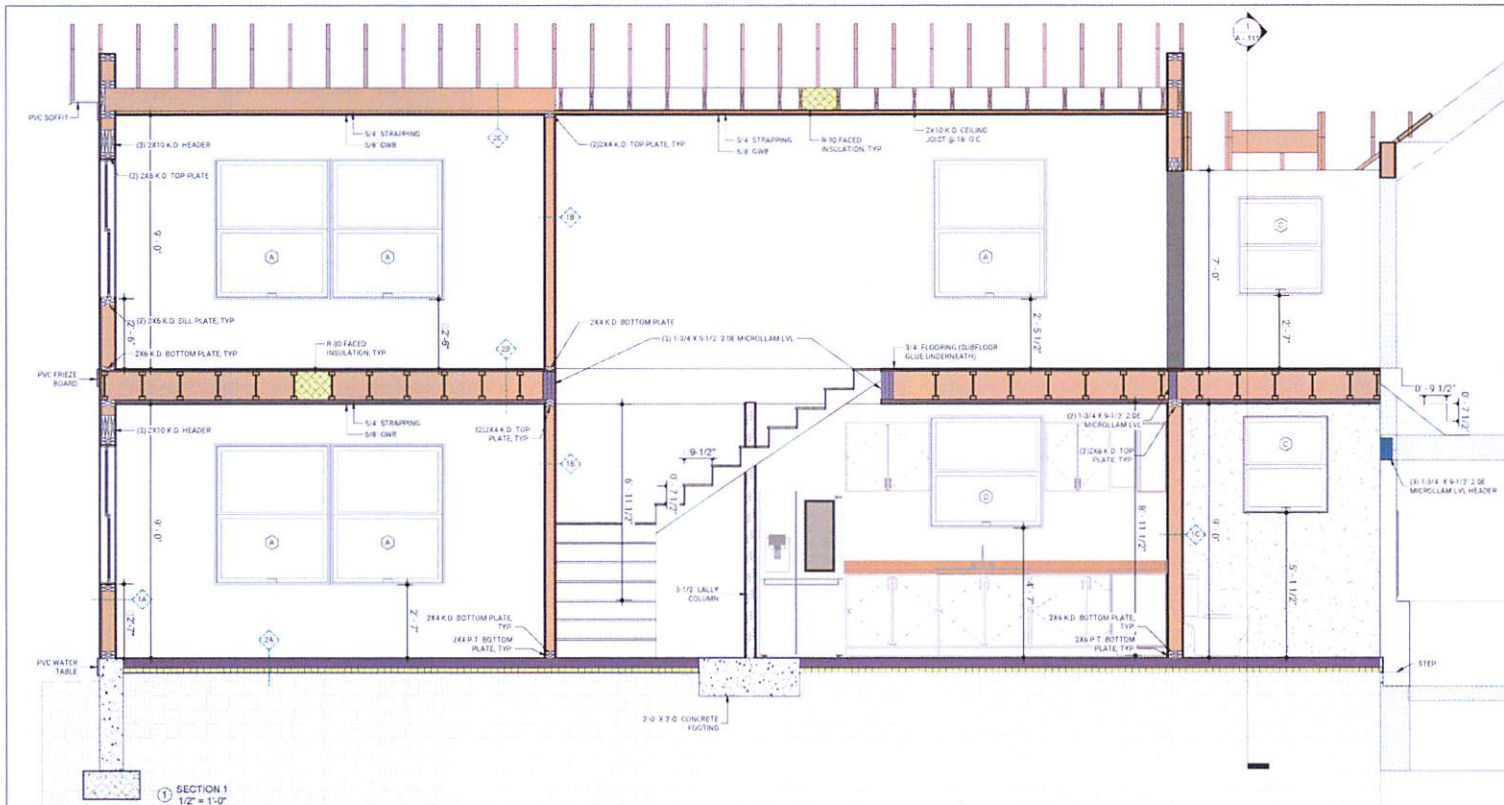 1
A - 111
PVC SOFFIT
(3) 2X10 K.D. HEADER
5/4 STRAPPING
5/8 GWB
2C
(2)2X4 K.D. TOP PLATE, TYP
5/4 STRAPPING
5/8 GWB
R-30 FACED
INSULATION, TYP
2X10 K.D. CEILING
JOIST @ 16 O.C
(2) 2X6 K.D. TOP PLATE
1B
9'-0"
A
A
A
C
7'-0"
(2) 2X6 K.D. SILL PLATE, TYP
2'-6"
2'-6"
2'-5 1/2"
2'-7"
2X6 K.D. BOTTOM PLATE, TYP
R-30 FACED
INSULATION, TYP
2B
2X4 K.D. BOTTOM PLATE
1-3/4 X 9-1/2 2.0E MICROLLAM LVL
3/4 FLOORING (SUBFLOOR
GLUE UNDERNEATH)
PVC FRIEZE
BOARD
0' - 9 1/2"
0' - 7 1/2"
(3) 2X10 K.D. HEADER
5/4 STRAPPING
5/8 GWB
(2)2X4 K.D. TOP
PLATE, TYP
(2) 1-3/4 X 9-1/2 2.0E
MICROLLAM LVL
(2)2X6 K.D. TOP
PLATE, TYP
1B
9-1/2"
0' - 7 1/2"
6' - 11 1/2"
C
D
(3) 1-3/4 X 9-1/2 2.0E
MICROLLAM LVL HEADER
9'-0"
A
A
8' - 11 1/2"
1C
9'-0"
5' - 1 1/2"
4'-7"
3-1/2 LALLY
COLUMN
1A
2'-7"
2'-7"
2A
2X4 K.D. BOTTOM PLATE,
TYP
2X4 P.T. BOTTOM
PLATE, TYP
2X6 K.D. BOTTOM PLATE,
TYP
2X6 P.T. BOTTOM
PLATE, TYP
PVC WATER
TABLE
STEP
2'-0 X 2'-0 CONCRETE
FOOTING
1 SECTION 1
1/2" = 1'-0"